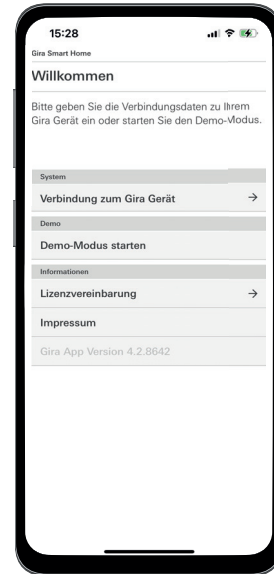 15:28
Gira Smart Home
Willkommen
Bitte geben Sie die Verbindungsdaten zu Ihrem
Gira Gerät ein oder starten Sie den Demo-Modus.
System
Verbindung zum Gira Gerät
Demo
Demo-Modus starten
Informationen
Lizenzvereinbarung
Impressum
Gira App Version 4.2.8642